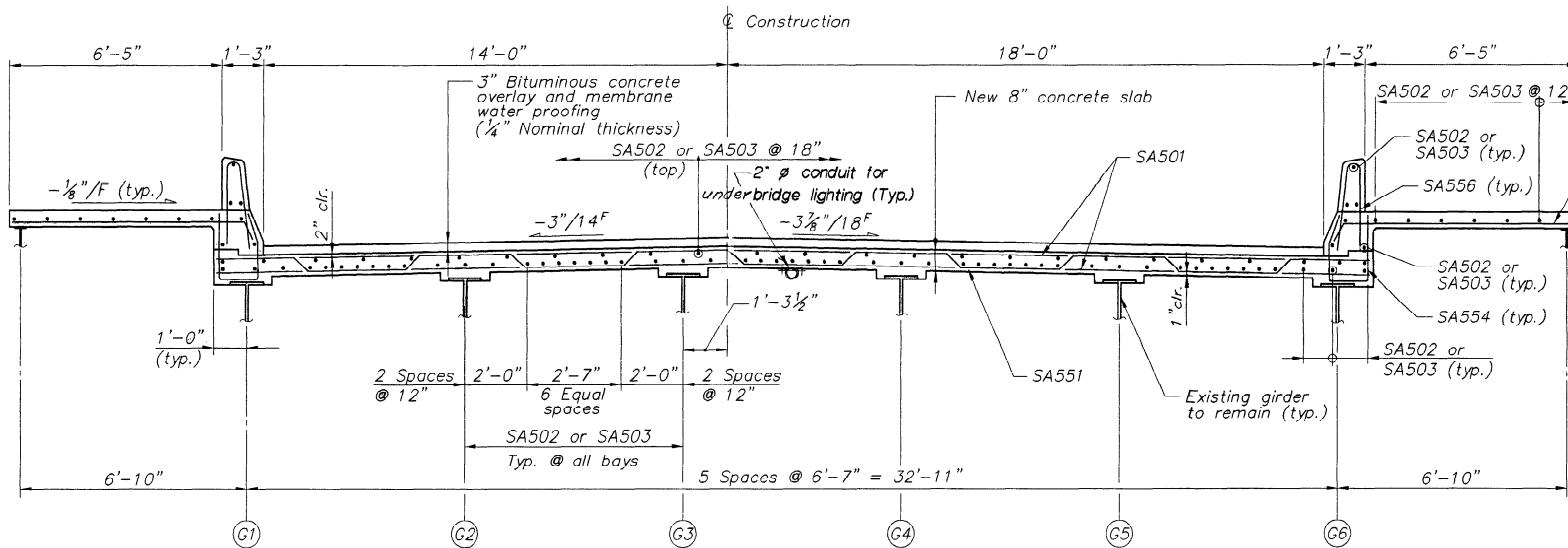 ℄ Construction
6'-5" 1'-3" 14'-0" 18'-0" 1'-3" 6'-5"
3" Bituminous concrete
overlay and membrane
water proofing
(1/4" Nominal thickness)
New 8" concrete slab
SA502 or SA503 @ 12
SA502 or SA503 @ 18"
(top)
SA501
SA502 or
SA503 (typ.)
2" ø conduit for
underbridge lighting (Typ.)
SA556 (typ.)
-1/8"/F (typ.)
2" clr.
-3"/14F
-3 7/8"/18F
SA502 or
SA503 (typ.)
1'-3½"
1" clr.
SA554 (typ.)
1'-0"
(typ.)
2 Spaces
@ 12"
2'-0" 2'-7" 2'-0"
6 Equal
spaces
2 Spaces
@ 12"
SA551
SA502 or
SA503 (typ.)
Existing girder
to remain (typ.)
SA502 or SA503
Typ. @ all bays
6'-10" 5 Spaces @ 6'-7" = 32'-11" 6'-10"
G1 G2 G3 G4 G5 G6